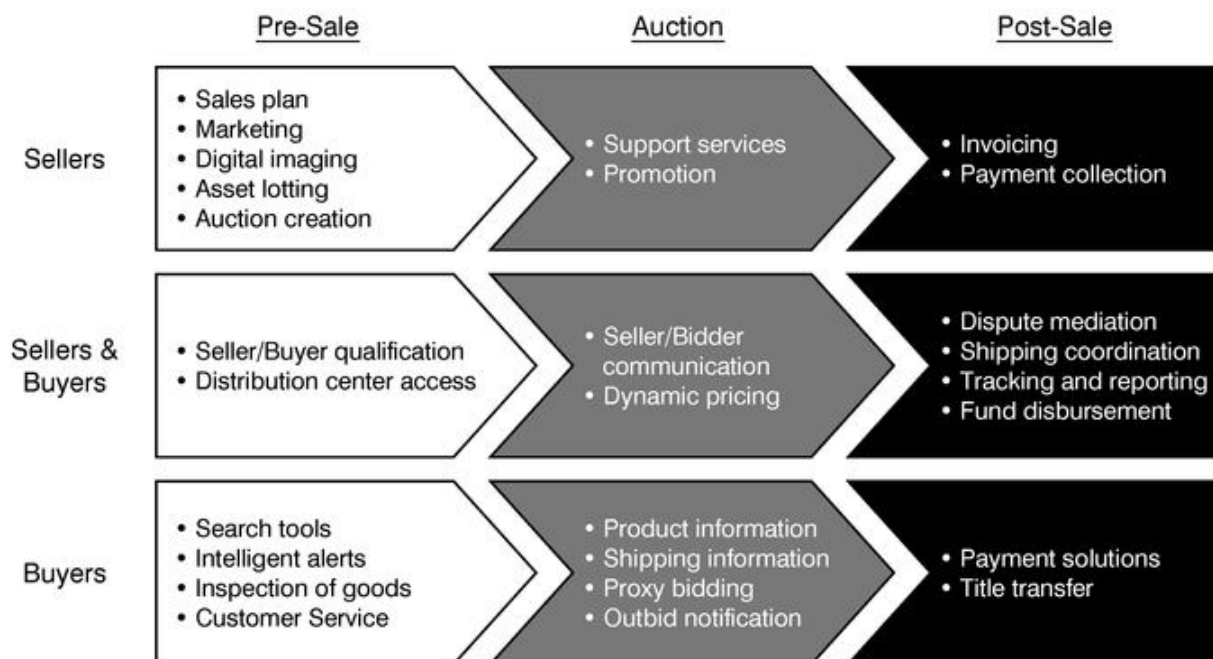 Pre-Sale Auction Post-Sale
Sellers
• Sales plan
• Marketing
• Digital imaging
• Asset lotting
• Auction creation
• Support services
• Promotion
• Invoicing
• Payment collection
Sellers &
Buyers
• Seller/Buyer qualification
• Distribution center access
• Seller/Bidder
communication
• Dynamic pricing
• Dispute mediation
• Shipping coordination
• Tracking and reporting
• Fund disbursement
Buyers
• Search tools
• Intelligent alerts
• Inspection of goods
• Customer Service
• Product information
• Shipping information
• Proxy bidding
• Outbid notification
• Payment solutions
• Title transfer